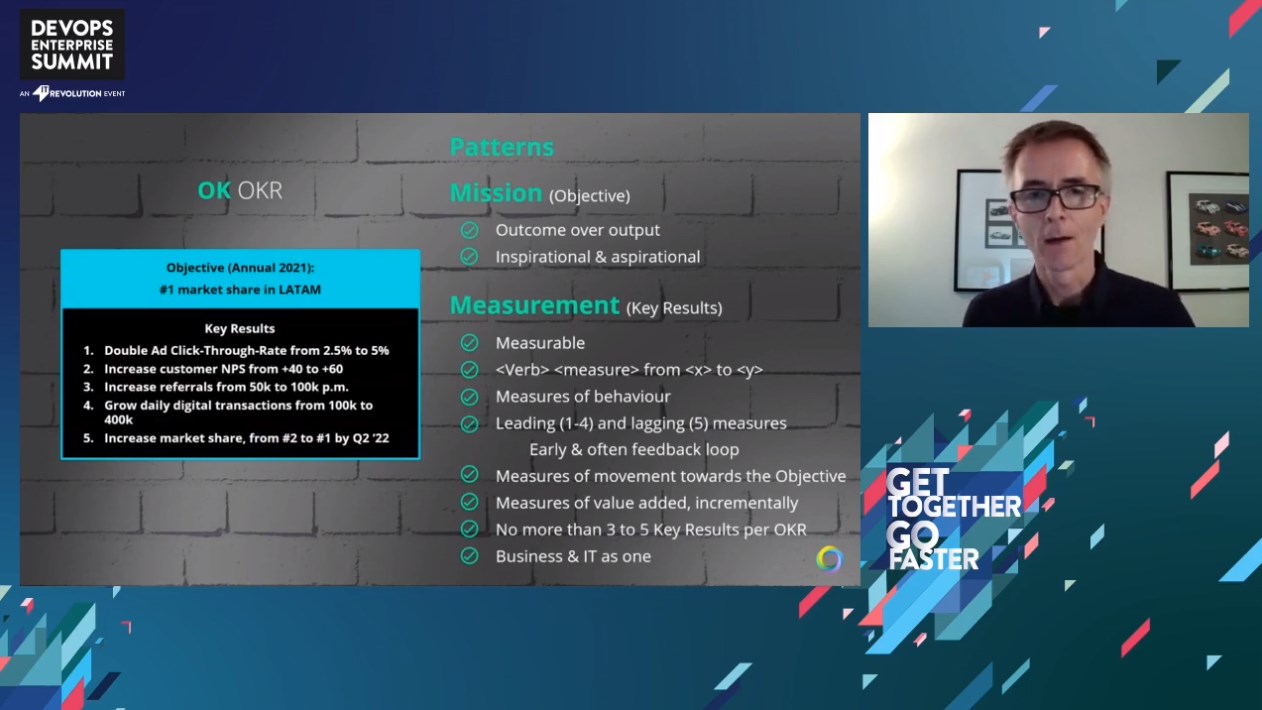 DEVOPS
ENTERPRISE
SUMMIT
AN IT REVOLUTION EVENT
OK OKR
Objective (Annual 2021):
#1 market share in LATAM
Key Results
1. Double Ad Click-Through-Rate from 2.5% to 5%
2. Increase customer NPS from +40 to +60
3. Increase referrals from 50k to 100k p.m.
4. Grow daily digital transactions from 100k to
400k
5. Increase market share, from #2 to #1 by Q2 ’22
Patterns
Mission (Objective)
Outcome over output
Inspirational & aspirational
Measurement (Key Results)
Measurable
<Verb> <measure> from <x> to <y>
Measures of behaviour
Leading (1-4) and lagging (5) measures
Early & often feedback loop
Measures of movement towards the Objective
Measures of value added, incrementally
No more than 3 to 5 Key Results per OKR
Business & IT as one
GET
TOGETHER
GO
FASTER